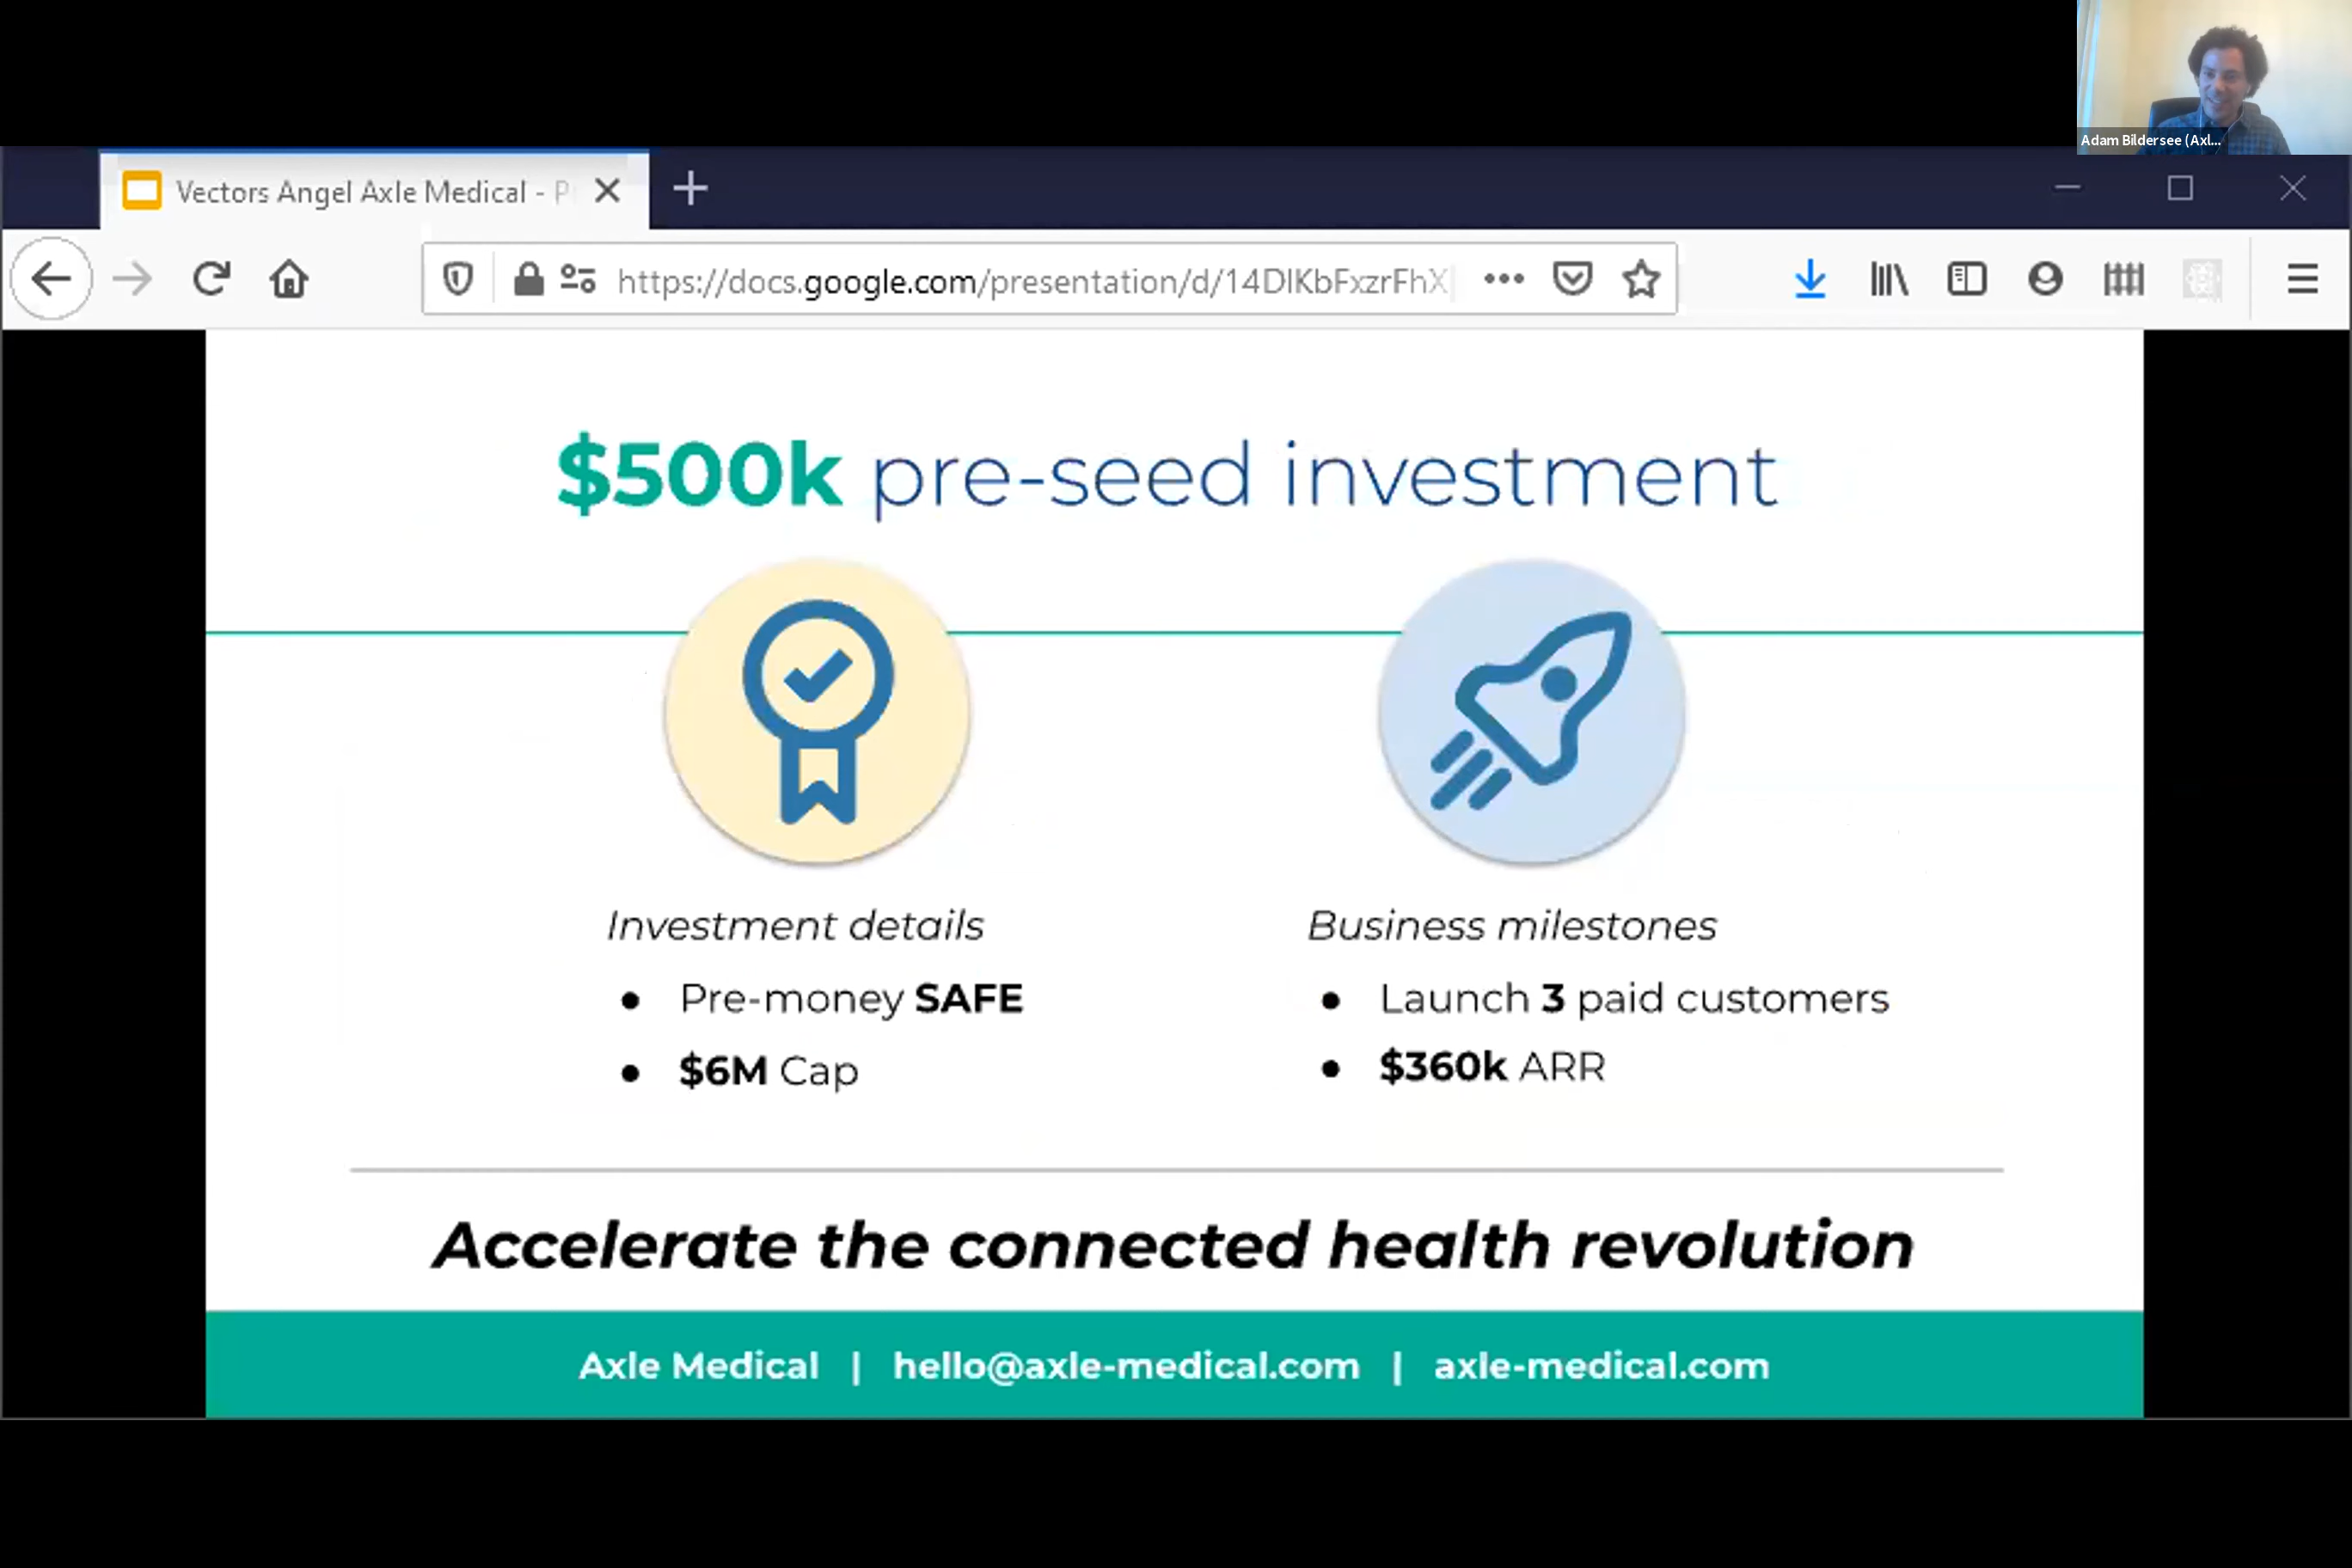 Adam Bildersee (Axl...
Vectors Angel Axle Medical - P
https://docs.google.com/presentation/d/14DlKbFxzrFhX
$500k pre-seed investment
Investment details
• Pre-money SAFE
• $6M Cap
Business milestones
• Launch 3 paid customers
• $360k ARR
Accelerate the connected health revolution
Axle Medical | hello@axle-medical.com | axle-medical.com